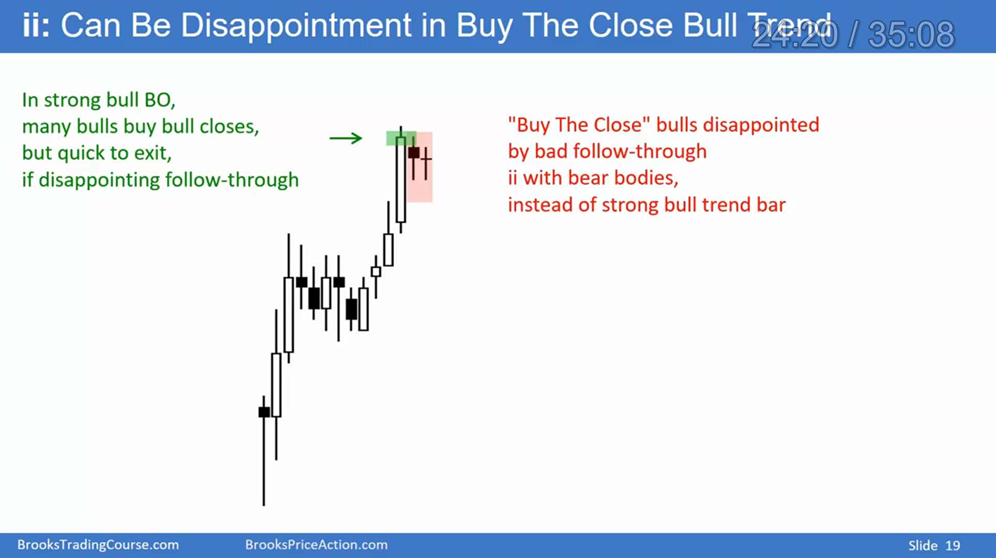 ii: Can Be Disappointment in Buy The Close Bull Trend
24:20 / 35:08
In strong bull BO,
many bulls buy bull closes,
but quick to exit,
if disappointing follow-through
"Buy The Close" bulls disappointed
by bad follow-through
ii with bear bodies,
instead of strong bull trend bar
BrooksTradingCourse.com
BrooksPriceAction.com
Slide 19